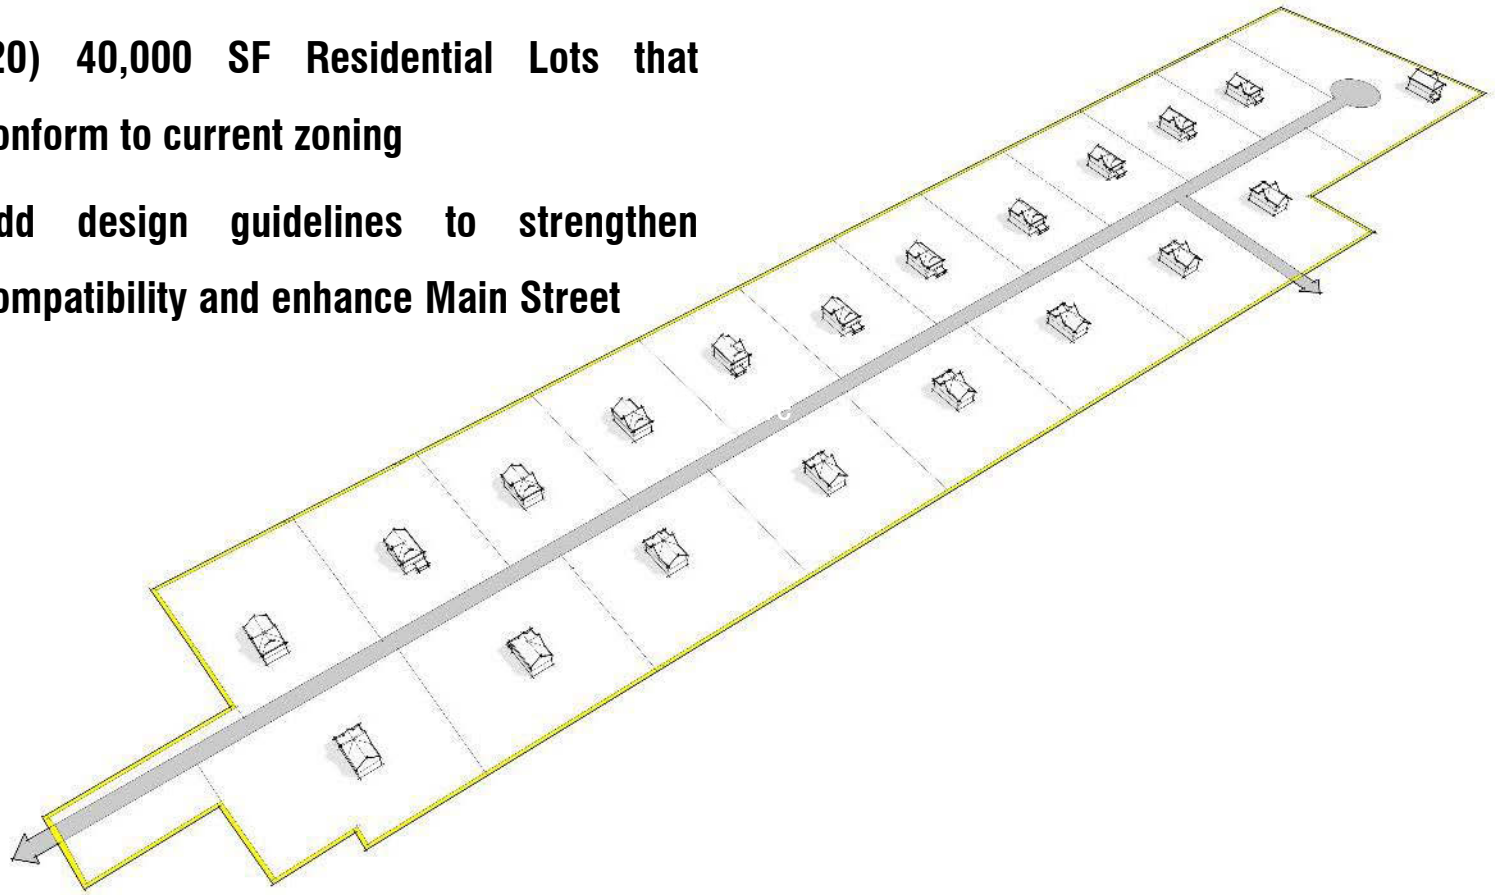 20) 40,000 SF Residential Lots that
onform to current zoning
dd design guidelines to strengthen
ompatibility and enhance Main Street
c